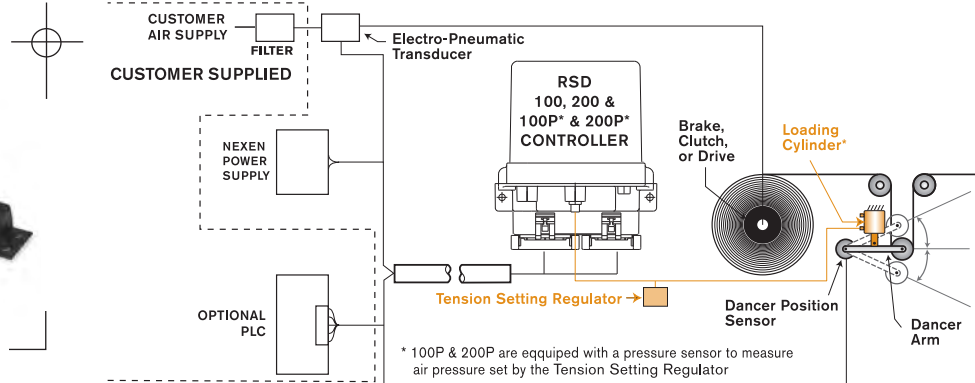 CUSTOMER
AIR SUPPLY
FILTER
Electro-Pneumatic
Transducer
CUSTOMER SUPPLIED
RSD
100, 200 &
100P* & 200P*
CONTROLLER
Brake,
Clutch,
or Drive
Loading
Cylinder*
NEXEN
POWER
SUPPLY
Tension Setting Regulator
Dancer Position
Sensor
Dancer
Arm
OPTIONAL
PLC
* 100P & 200P are eqquiped with a pressure sensor to measure
air pressure set by the Tension Setting Regulator